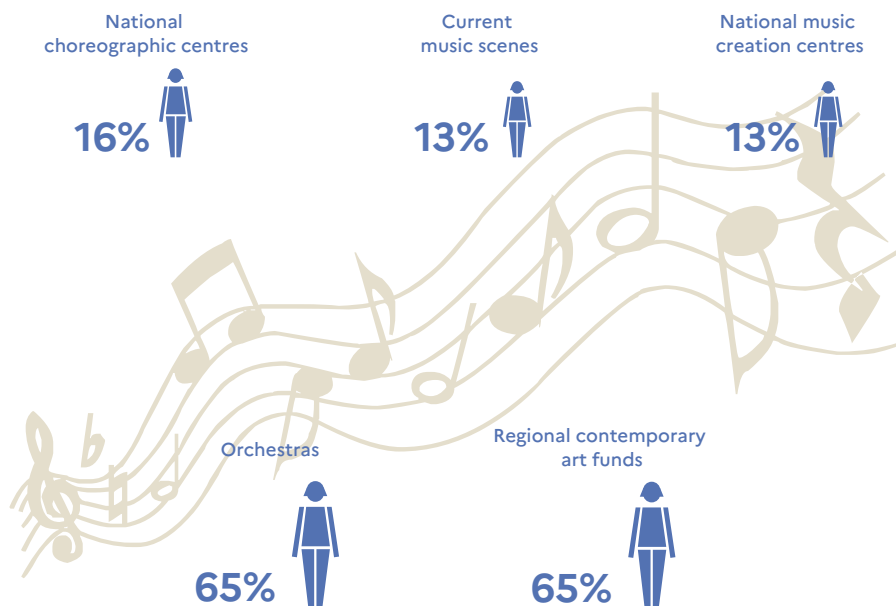 National
choreographic centres
16%
Current
music scenes
13%
National music
creation centres
13%
Orchestras
65%
Regional contemporary
art funds
65%